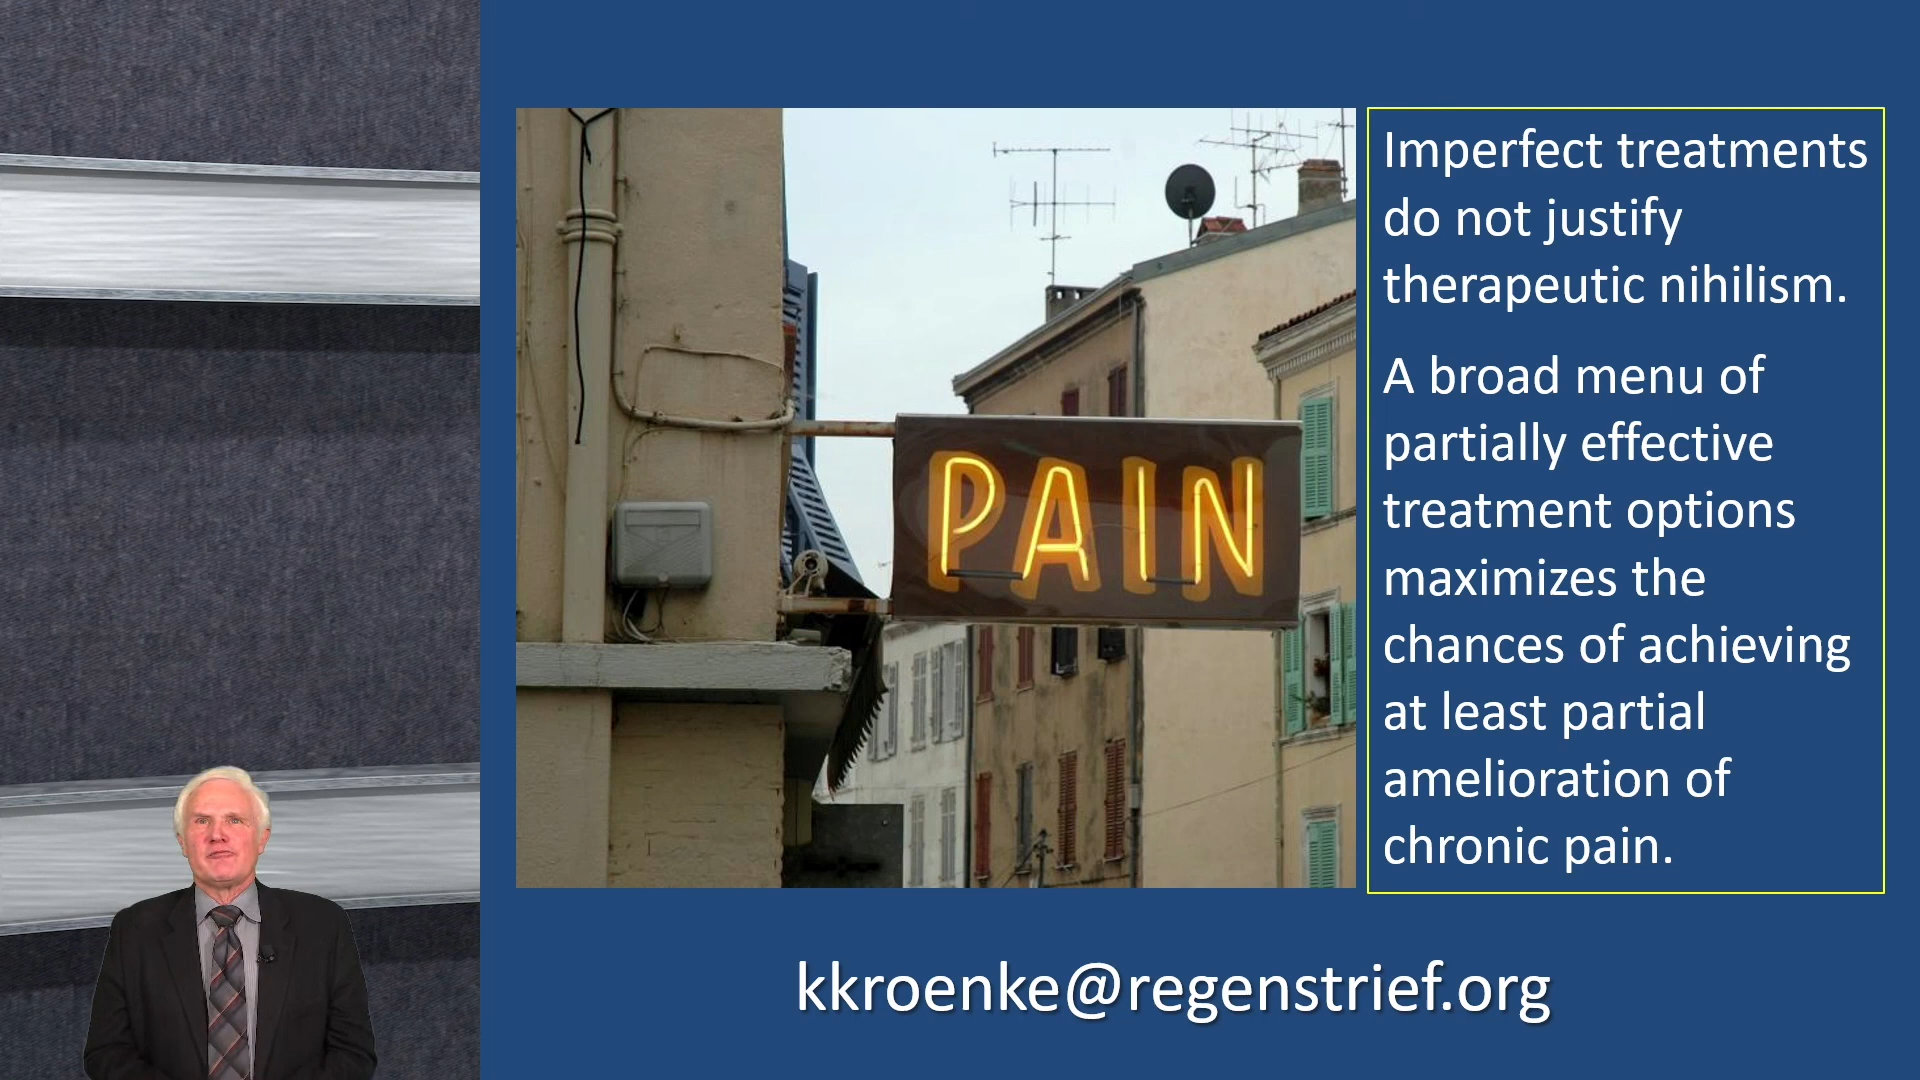 PAIN
Imperfect treatments
do not justify
therapeutic nihilism.
A broad menu of
partially effective
treatment options
maximizes the
chances of achieving
at least partial
amelioration of
chronic pain.
kkroenke@regenstrief.org